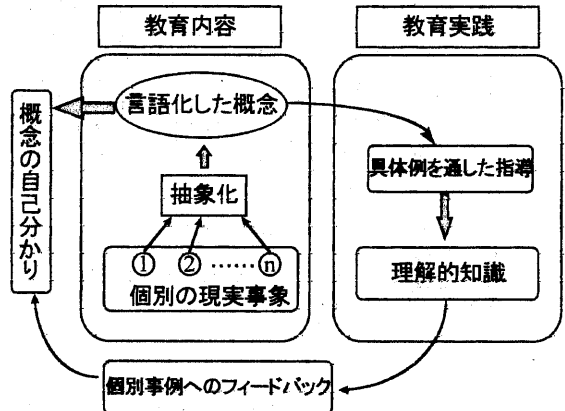 教育内容
教育実践
言語化した概念
概念の自己分かり
具体例を通した指導
抽象化
① ② …… ⓝ
個別の現実事象
理解的知識
個別事例へのフィードバック